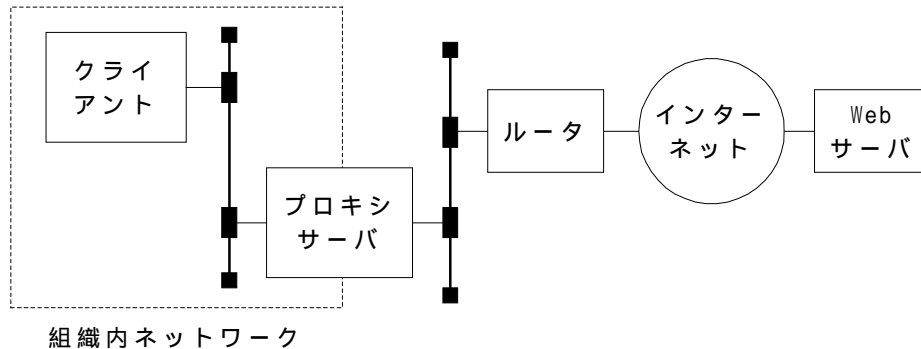 クライ
アント
プロキシ
サーバ
ルータ
インター
ネット
Web
サーバ
組織内ネットワーク